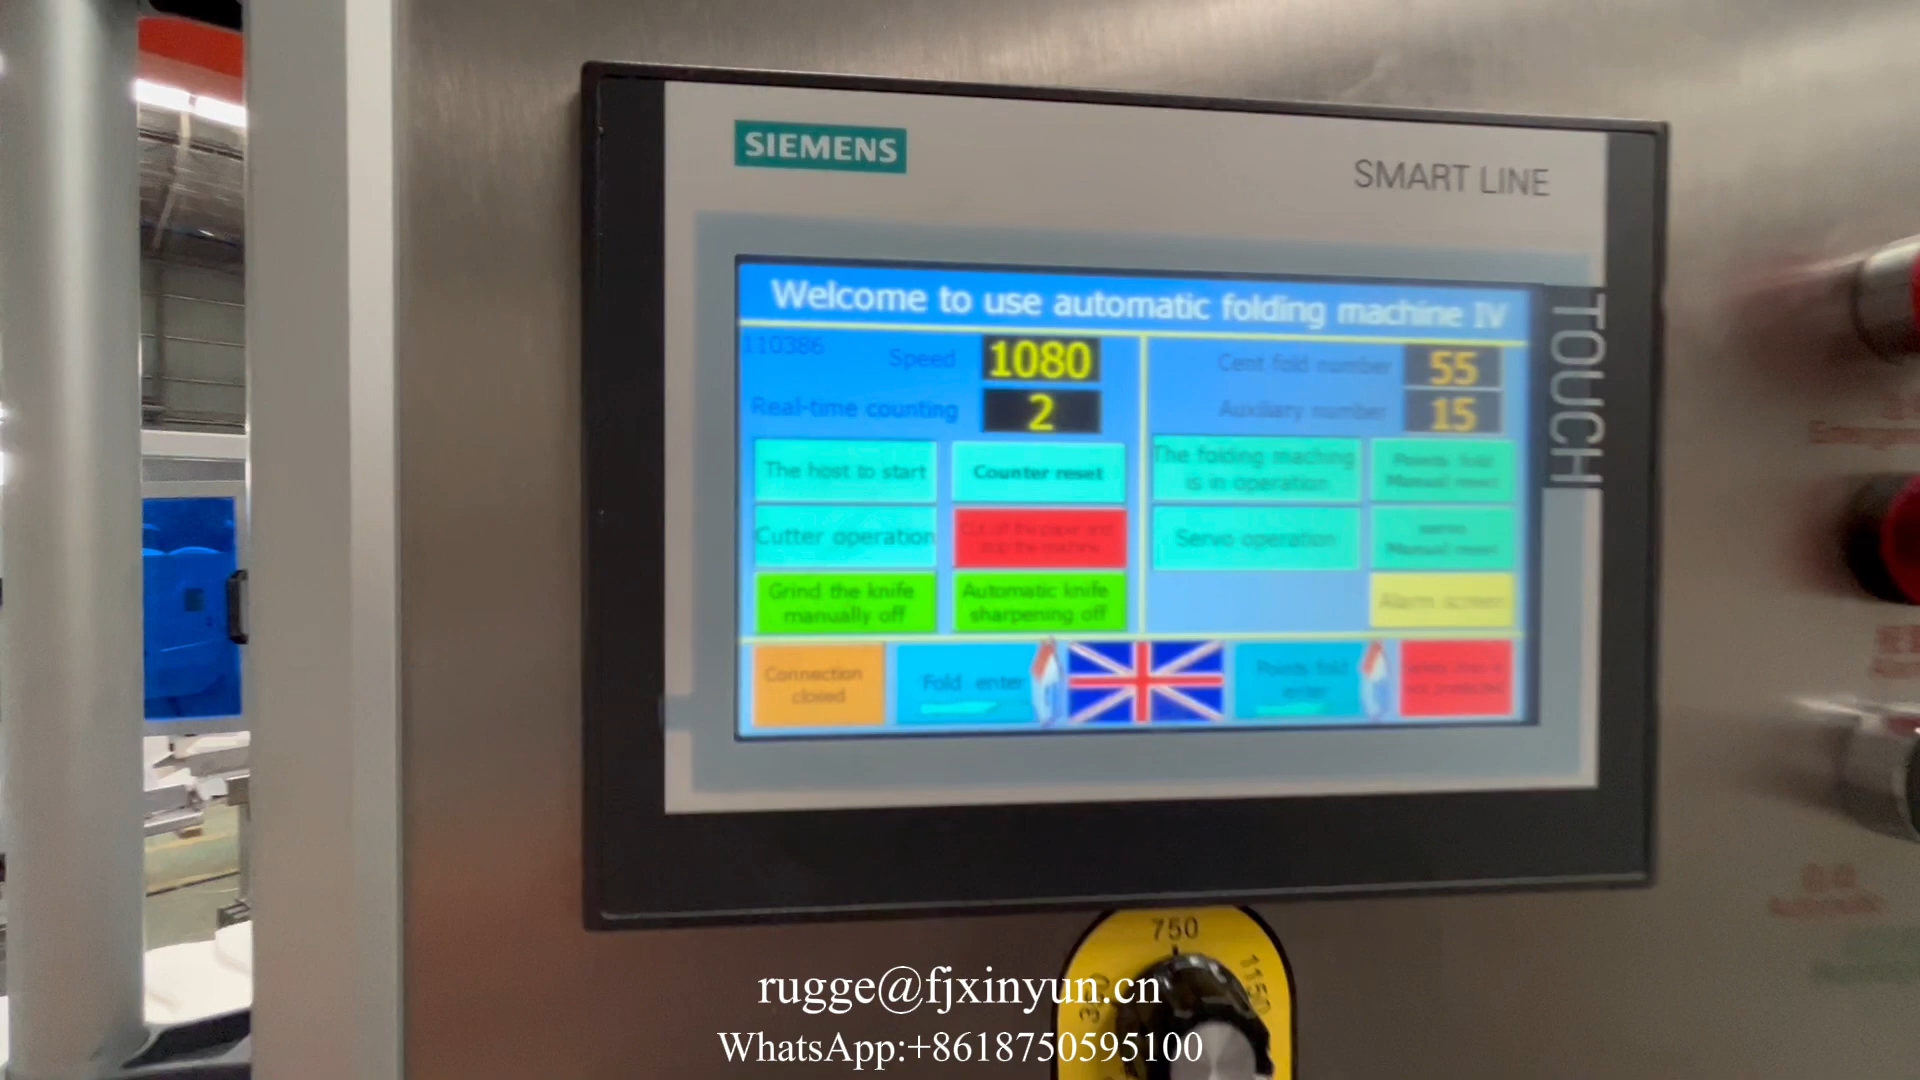 SIEMENS
SMART LINE
TOUCH
Welcome to use automatic folding machine IV
110386
Speed 1080
Real-time counting 2
Cent fold number 55
Auxiliary number 15
The host to start
Counter reset
Cutter operation
Cut off the paper and
stop the machine
Grind the knife
manually off
Automatic knife
sharpening off
The folding maching
is in operation
Points fold
Manual reset
Servo operation
servo
Manual reset
Alarm screen
Connection
closed
Fold enter
Points fold
enter
750
1150
350
Automatic
rugge@fjxinyun.cn
WhatsApp:+8618750595100